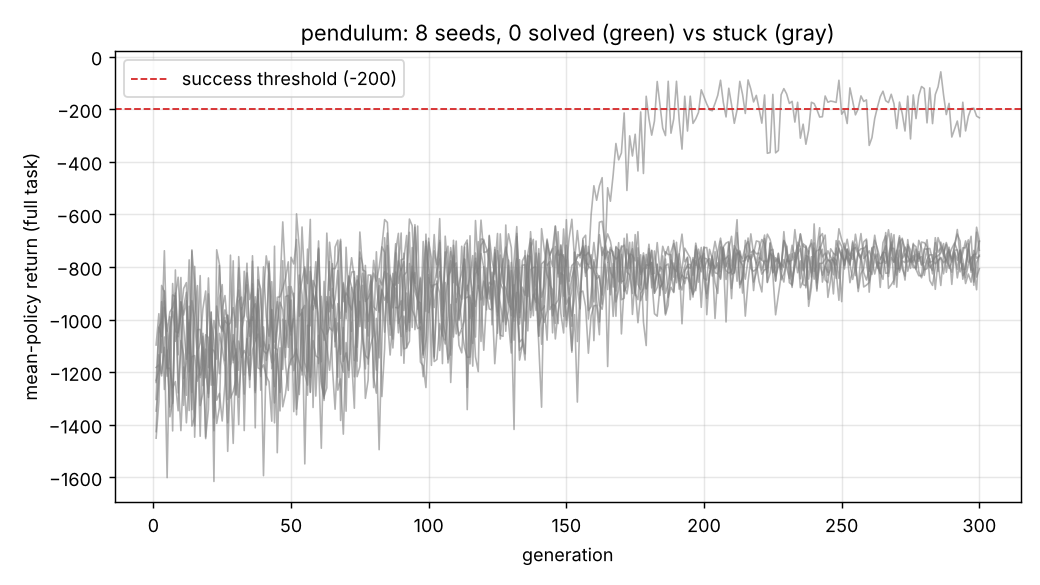 pendulum: 8 seeds, 0 solved (green) vs stuck (gray)
success threshold (-200)
mean-policy return (full task)
0
−200
−400
−600
−800
−1000
−1200
−1400
−1600
0 50 100 150 200 250 300
generation